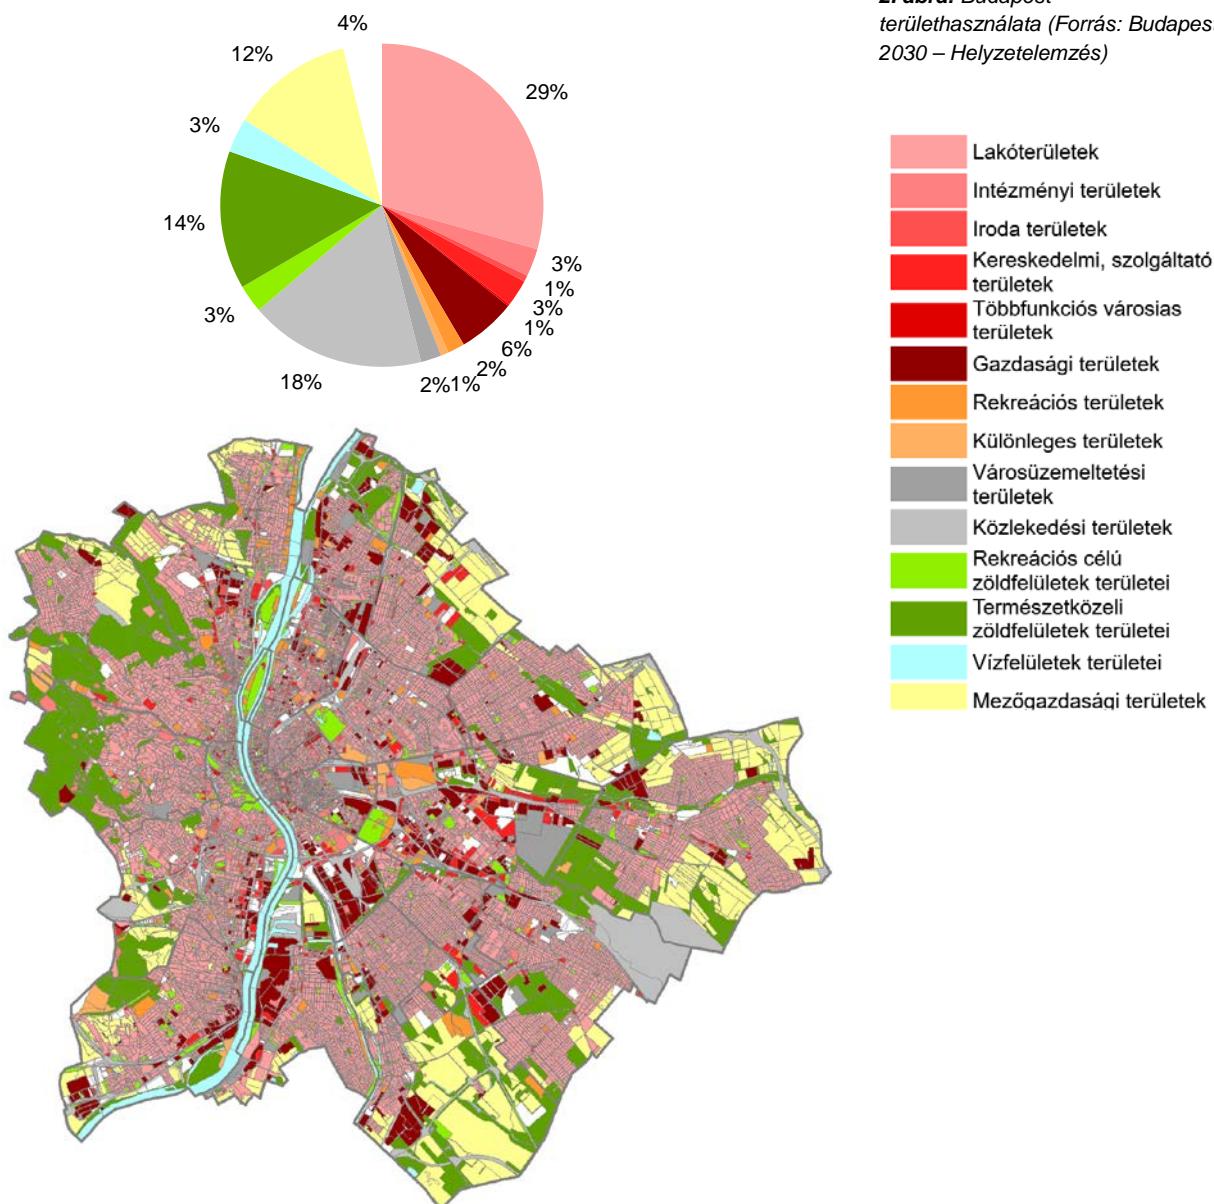 2. ábra: Budapest
területhasználata (Forrás: Budapes
2030 – Helyzetelemzés)
4%
12%
29%
3%
14%
3%
1%
3%
1%
3%
6%
2%
18%
2%
1%
Lakóterületek
Intézményi területek
Iroda területek
Kereskedelmi, szolgáltató
területek
Többfunkciós városias
területek
Gazdasági területek
Rekreációs területek
Különleges területek
Városüzemeltetési
területek
Közlekedési területek
Rekreációs célú
zöldfelületek területei
Természetközeli
zöldfelületek területei
Vízfelületek területei
Mezőgazdasági területek